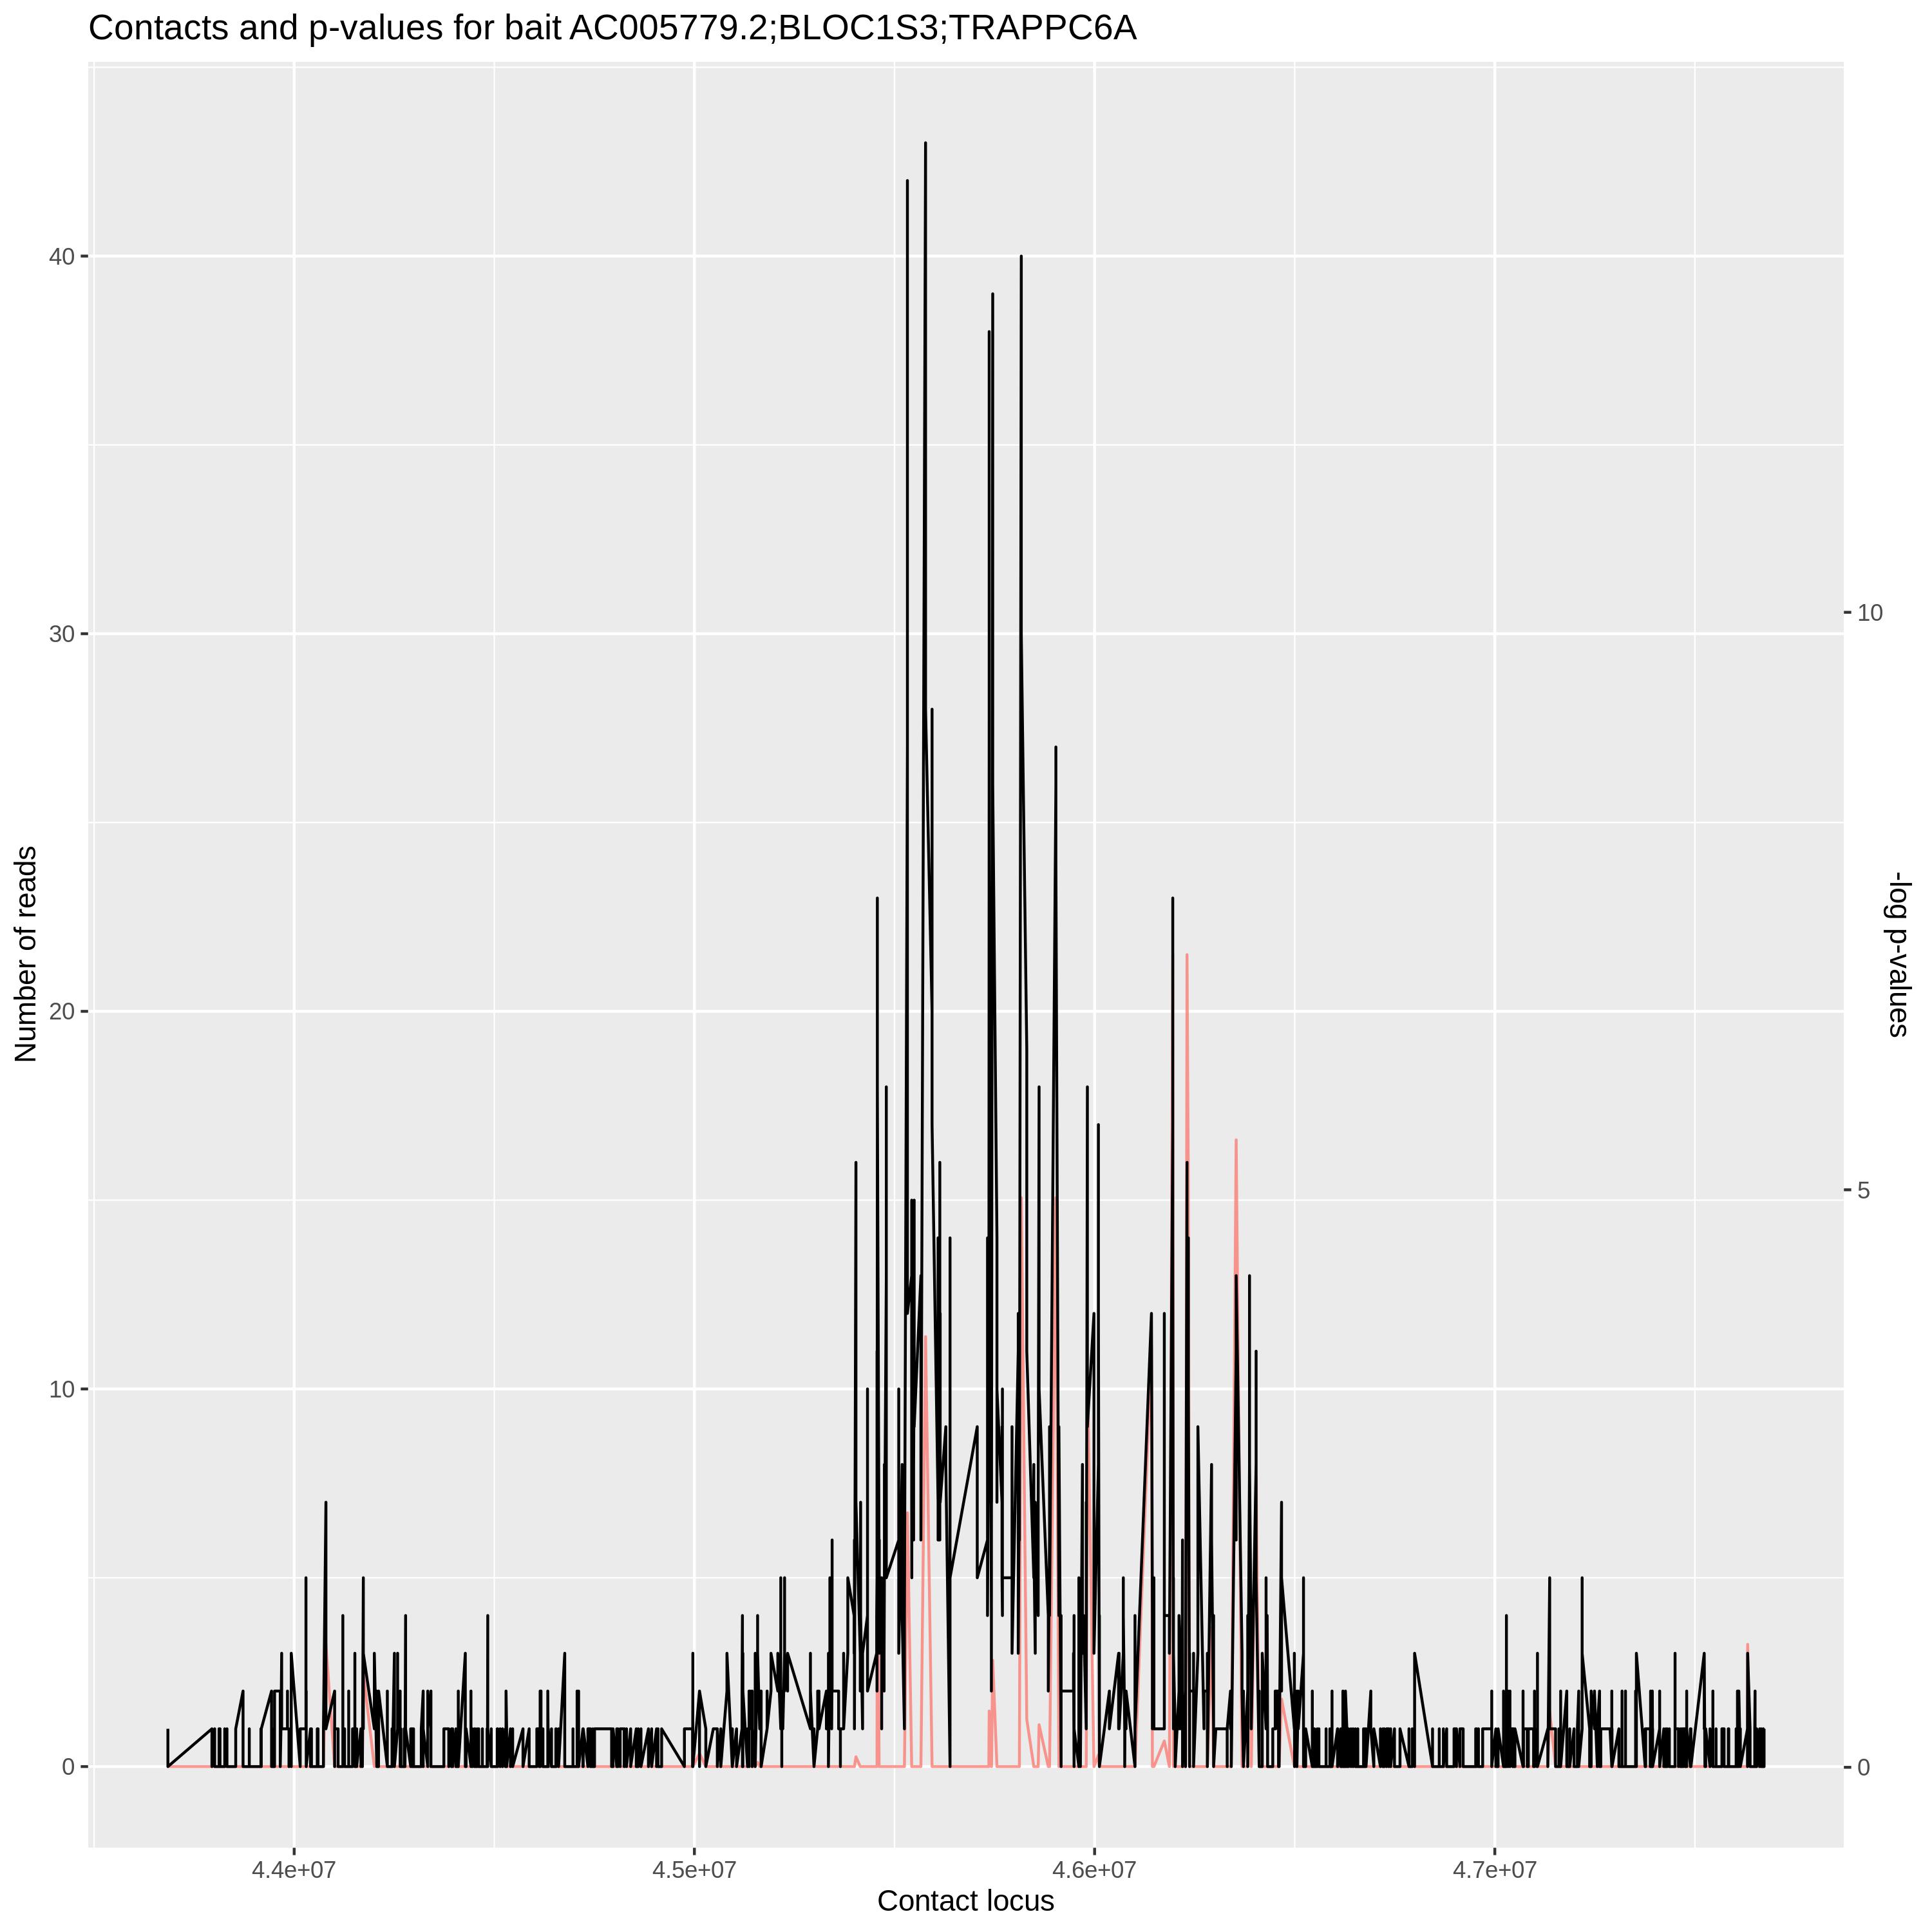 Contacts and p-values for bait AC005779.2;BLOC1S3;TRAPPC6A
40
30
20
10
0
Number of reads
10
5
0
-log p-values
4.4e+07
4.5e+07
4.6e+07
4.7e+07
Contact locus